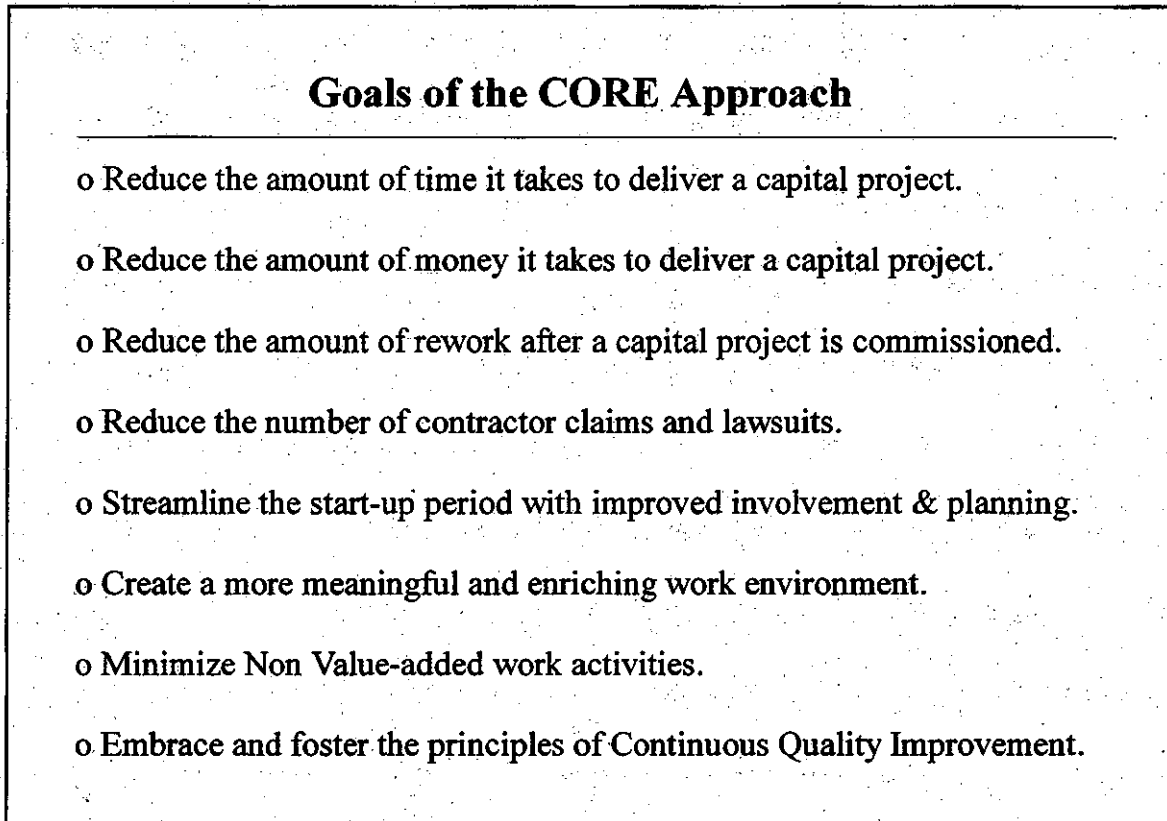 Goals of the CORE Approach
o Reduce the amount of time it takes to deliver a capital project.
o Reduce the amount of money it takes to deliver a capital project.
o Reduce the amount of rework after a capital project is commissioned.
o Reduce the number of contractor claims and lawsuits.
o Streamline the start-up period with improved involvement & planning.
o Create a more meaningful and enriching work environment.
o Minimize Non Value-added work activities.
o Embrace and foster the principles of Continuous Quality Improvement.